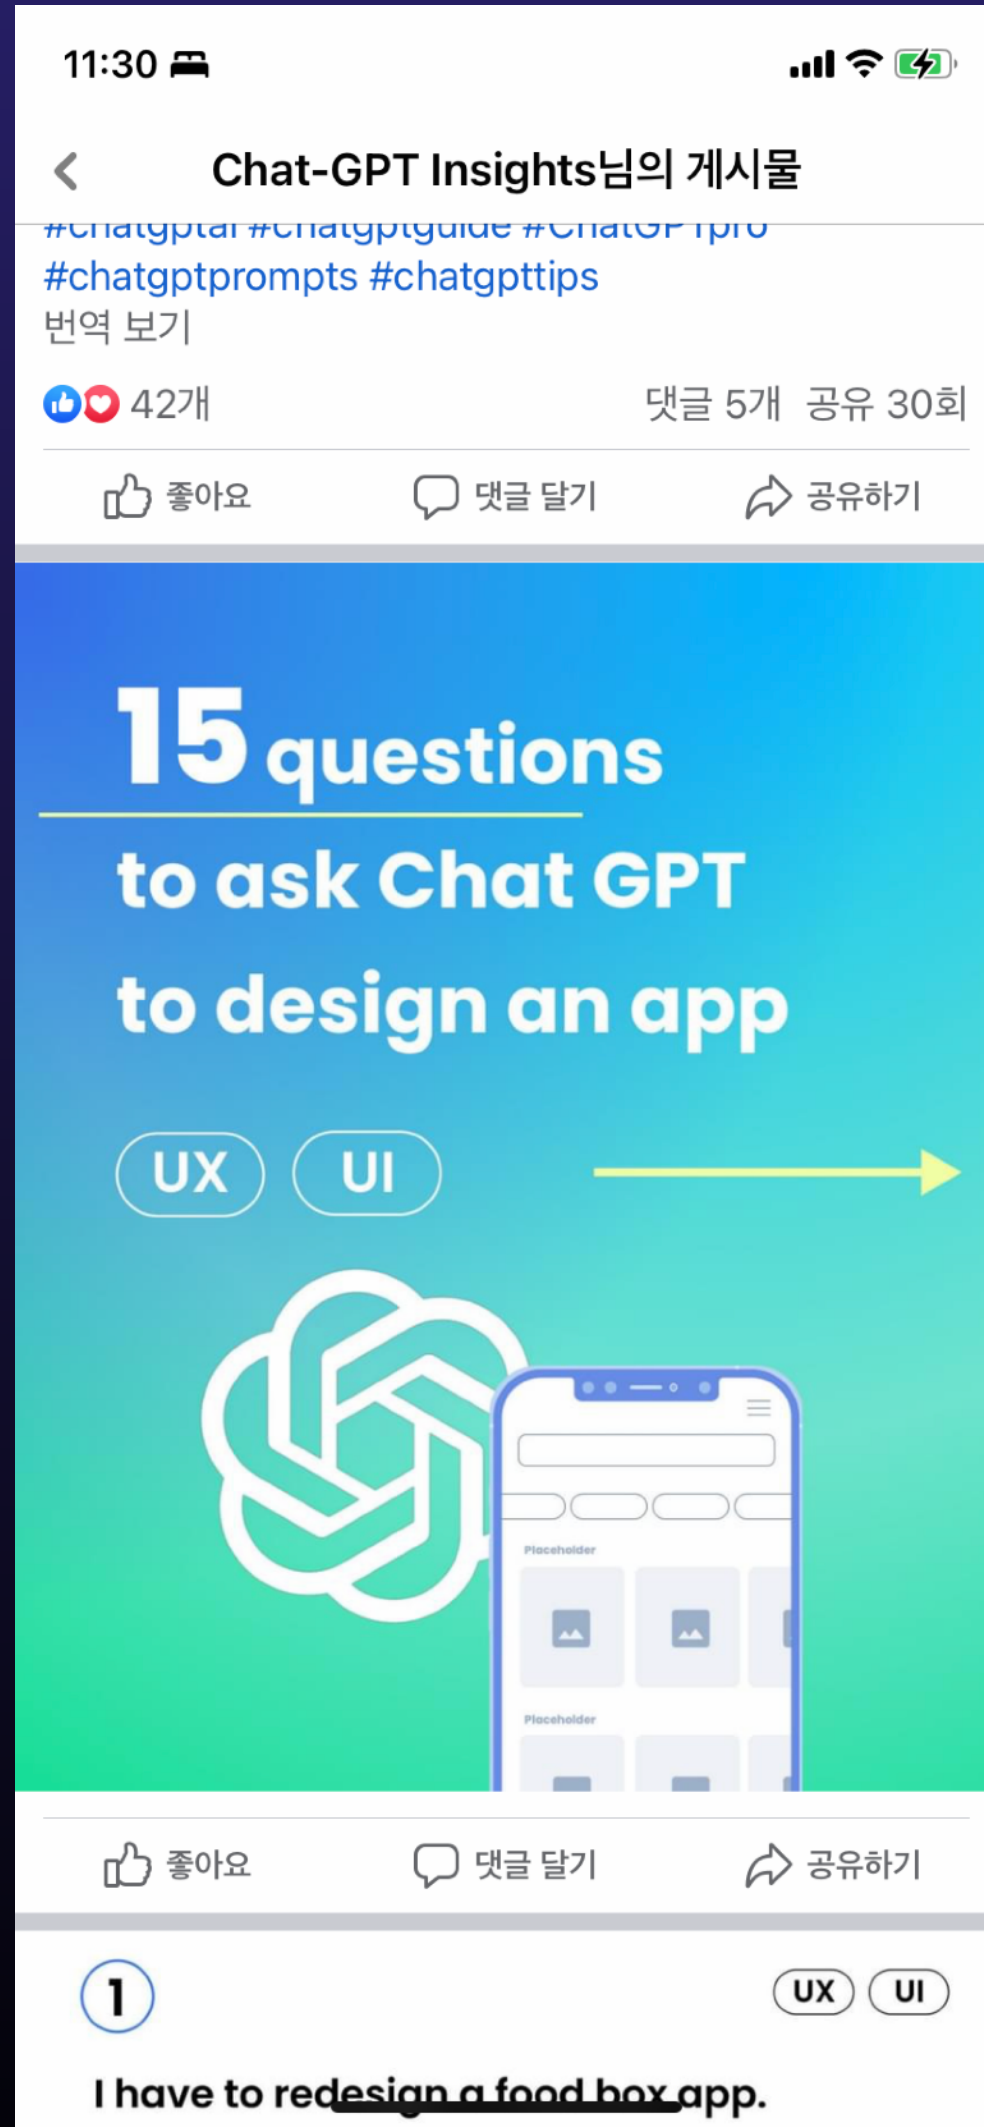 11:30
Chat-GPT Insights님의 게시물
#chatgptai #chatgptguide #ChatGPTpro
#chatgptprompts #chatgpttips
번역 보기
42개 댓글 5개 공유 30회
좋아요 댓글 달기 공유하기
15 questions
to ask Chat GPT
to design an app
UX UI
Placeholder
Placeholder
좋아요 댓글 달기 공유하기
1 UX UI
I have to redesign a food box app.